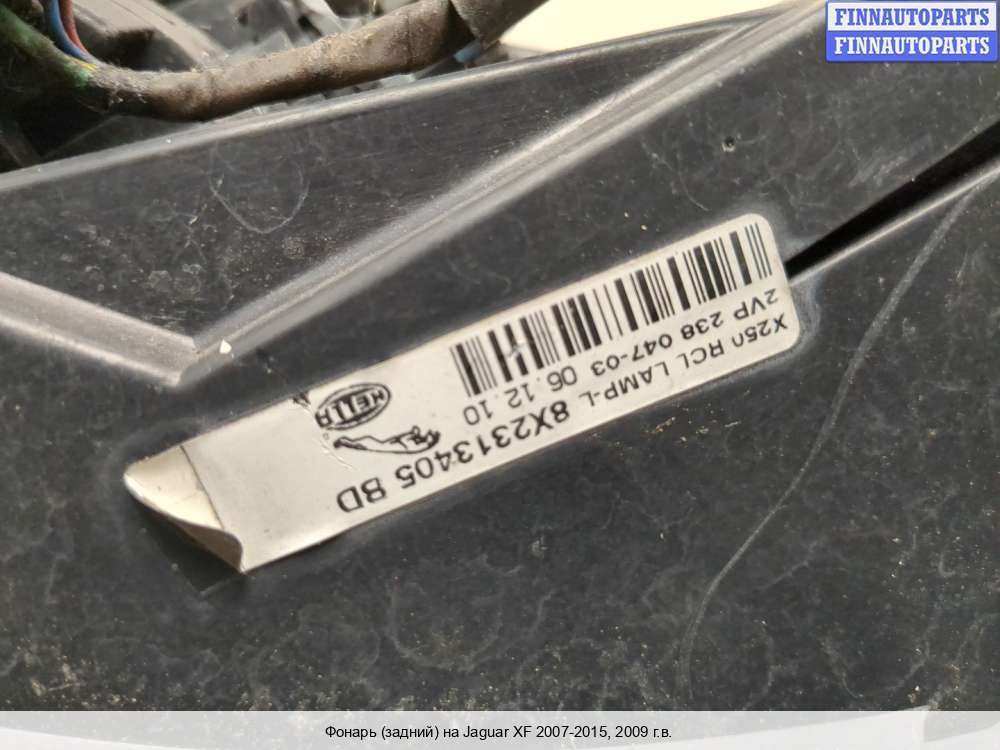 FINNAUTOPARTS
FINNAUTOPARTS
X250 RCL LAMP-L 8X2313405 BD
2VP 238 047-03 06.12.10
HELLA
Фонарь (задний) на Jaguar XF 2007-2015, 2009 г.в.